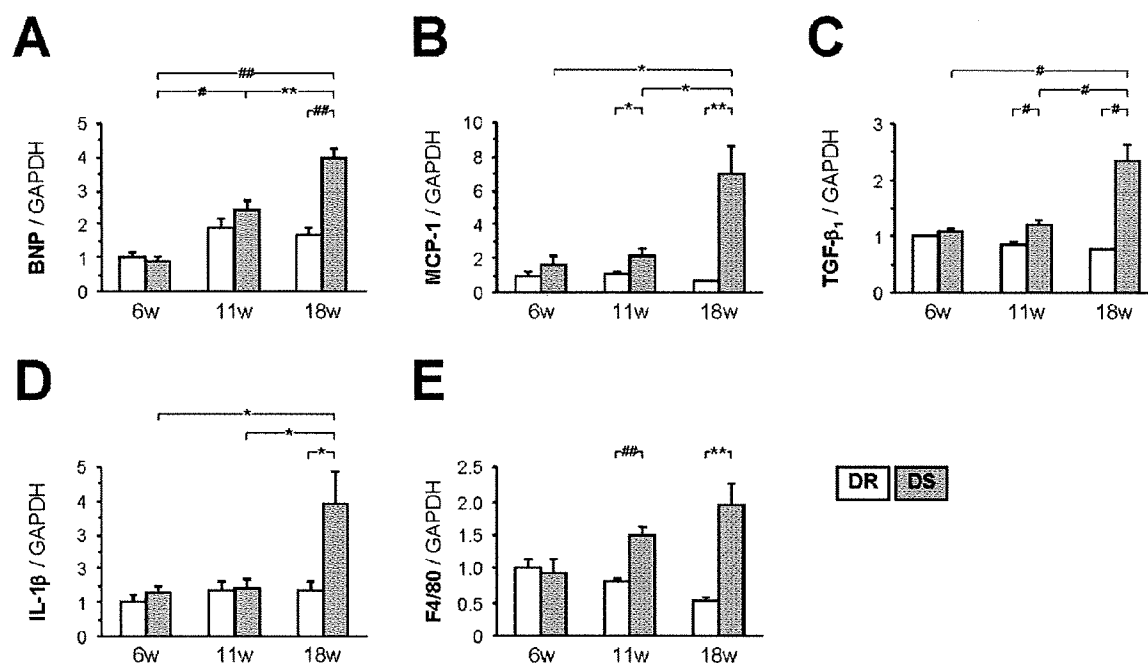 A
##
#
**
##
BNP / GAPDH
5
4
3
2
1
0
6w 11w 18w
B
*
*
*
**
MCP-1 / GAPDH
10
8
6
4
2
0
6w 11w 18w
C
#
#
#
#
TGF-β1 / GAPDH
3
2
1
0
6w 11w 18w
D
*
*
*
IL-1β / GAPDH
5
4
3
3
1
0
6w 11w 18w
E
##
**
F4/80 / GAPDH
2.5
2.0
1.5
1.0
0.5
0
6w 11w 18w
DR DS